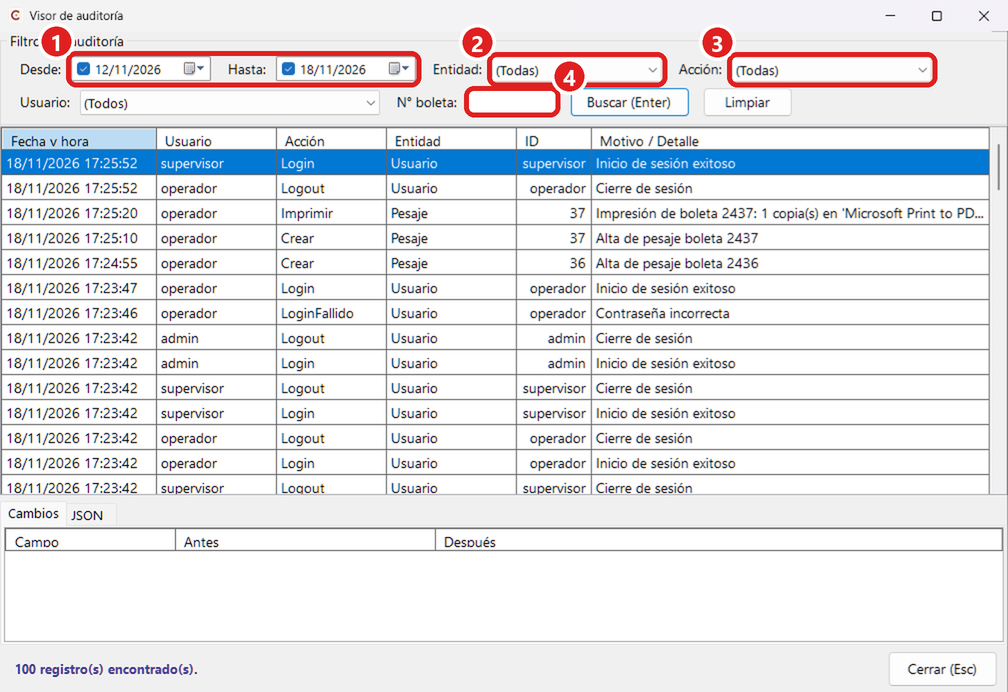 Visor de auditoría
Filtro auditoría
1
2
3
Desde: 12/11/2026 Hasta: 18/11/2026 Entidad: (Todas) Acción: (Todas)
4
Usuario: (Todos) N° boleta: Buscar (Enter) Limpiar
Fecha y hora Usuario Acción Entidad ID Motivo / Detalle
18/11/2026 17:25:52 supervisor Login Usuario supervisor Inicio de sesión exitoso
18/11/2026 17:25:52 operador Logout Usuario operador Cierre de sesión
18/11/2026 17:25:20 operador Imprimir Pesaje 37 Impresión de boleta 2437: 1 copia(s) en 'Microsoft Print to PD...
18/11/2026 17:25:10 operador Crear Pesaje 37 Alta de pesaje boleta 2437
18/11/2026 17:24:55 operador Crear Pesaje 36 Alta de pesaje boleta 2436
18/11/2026 17:23:47 operador Login Usuario operador Inicio de sesión exitoso
18/11/2026 17:23:46 operador LoginFallido Usuario operador Contraseña incorrecta
18/11/2026 17:23:42 admin Logout Usuario admin Cierre de sesión
18/11/2026 17:23:42 admin Login Usuario admin Inicio de sesión exitoso
18/11/2026 17:23:42 supervisor Logout Usuario supervisor Cierre de sesión
18/11/2026 17:23:42 supervisor Login Usuario supervisor Inicio de sesión exitoso
18/11/2026 17:23:42 operador Logout Usuario operador Cierre de sesión
18/11/2026 17:23:42 operador Login Usuario operador Inicio de sesión exitoso
18/11/2026 17:23:42 supervisor Logout Usuario supervisor Cierre de sesión
Cambios JSON
Campo Antes Después
100 registro(s) encontrado(s). Cerrar (Esc)